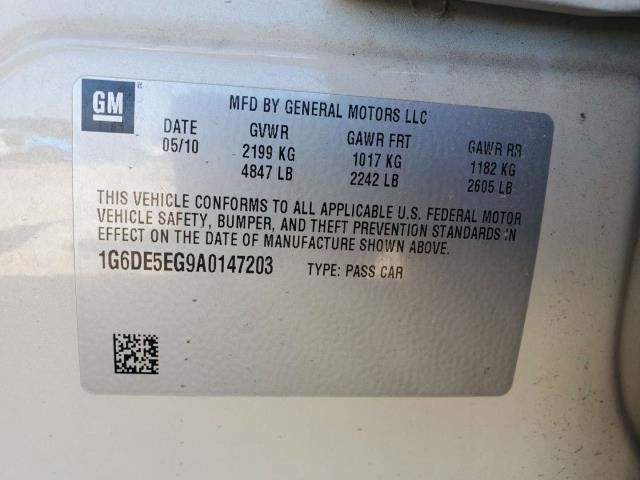 GM
MFD BY GENERAL MOTORS LLC
DATE GVWR GAWR FRT GAWR RR
05/10 2199 KG 1017 KG 1182 KG
4847 LB 2242 LB 2605 LB
THIS VEHICLE CONFORMS TO ALL APPLICABLE U.S. FEDERAL MOTOR
VEHICLE SAFETY, BUMPER, AND THEFT PREVENTION STANDARDS IN
EFFECT ON THE DATE OF MANUFACTURE SHOWN ABOVE.
1G6DE5EG9A0147203 TYPE: PASS CAR